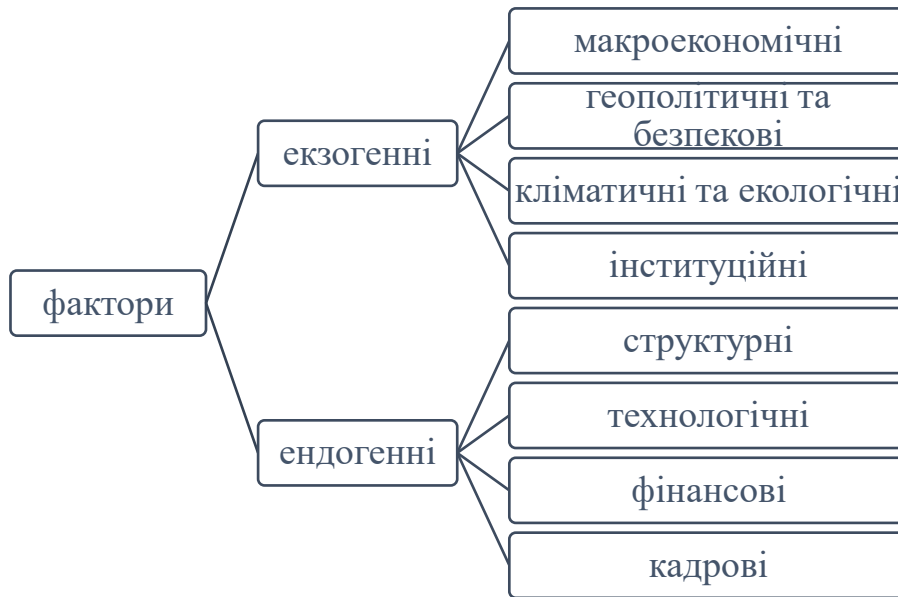 фактори
екзогенні
макроекономічні
геополітичні та
безпекові
кліматичні та екологічні
інституційні
ендогенні
структурні
технологічні
фінансові
кадрові